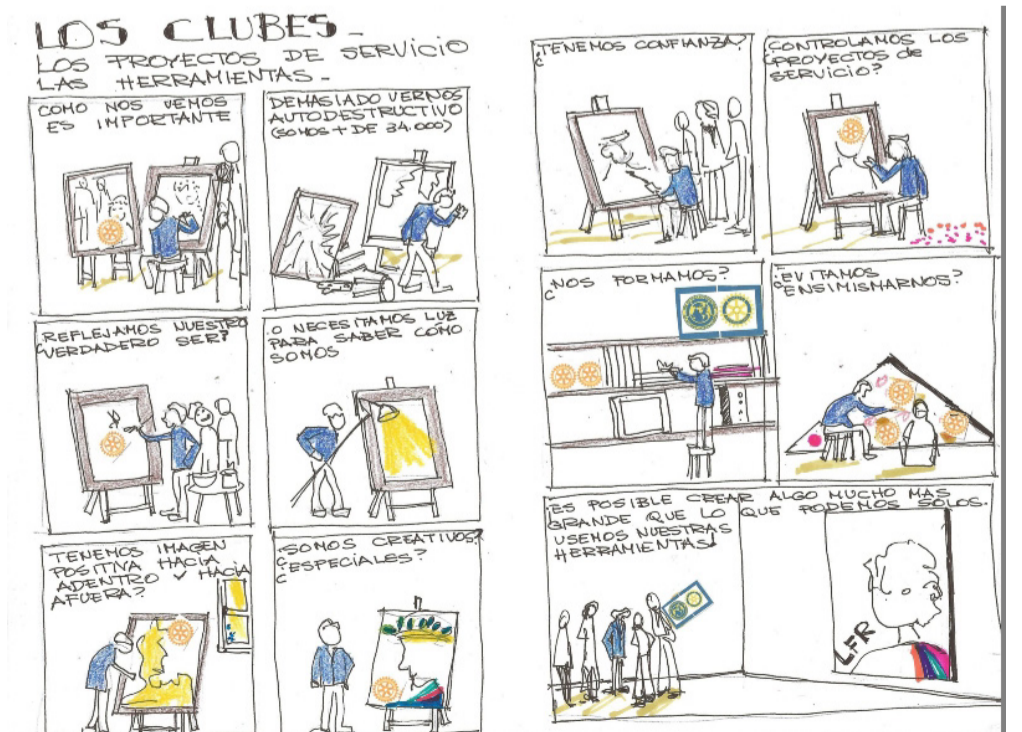 LOS CLUBES-
LOS PROYECTOS DE SERVICIO
LAS HERRAMIENTAS-
COMO NOS VEMOS
ES IMPORTANTE
DEMASIADO VERNOS
AUTODESTRUCTIVO
(SOMOS + DE 34.000)
¿REFLEJAMOS NUESTRO
VERDADERO SER?
O NECESITAMOS LUZ
PARA SABER COMO
SOMOS
TENEMOS IMAGEN
POSITIVA HACIA
ADENTRO Y HACIA
AFUERA?
¿SOMOS CREATIVOS?
¿ESPECIALES?
¿TENEMOS CONFIANZA?
¿CONTROLAMOS LOS
PROYECTOS de
SERVICIO?
¿NOS FORMAMOS?
¿EVITAMOS
ENSIMISMARNOS?
¡ES POSIBLE CREAR ALGO MUCHO MAS
GRANDE QUE LO QUE PODEMOS SOLOS.
USEMOS NUESTRAS
HERRAMIENTAS!
LFR